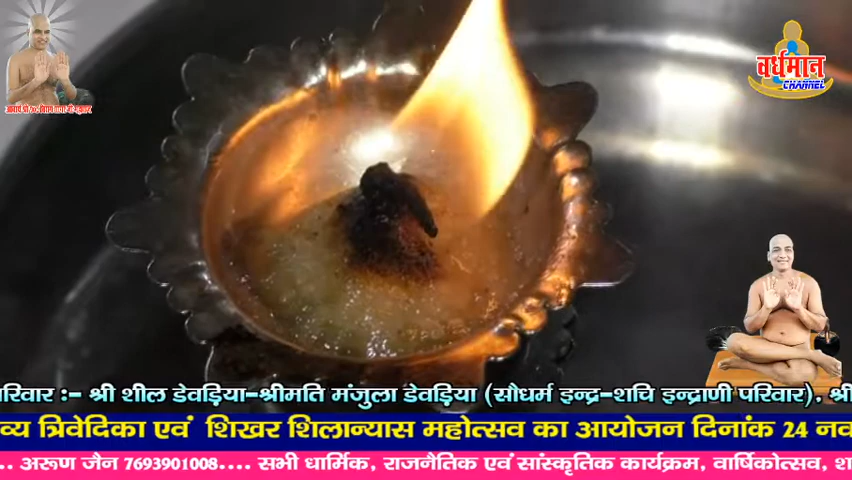 वर्धमान
CHANNEL
परिवार :- श्री शील डेवड़िया-श्रीमति मंजुला डेवड़िया (सौधर्म इन्द्र-शचि इन्द्राणी परिवार), श्री
व्य त्रिवेदिका एवं शिखर शिलान्यास महोत्सव का आयोजन दिनांक 24 नव
.. अरूण जैन 7693901008.... सभी धार्मिक, राजनैतिक एवं सांस्कृतिक कार्यक्रम, वार्षिकोत्सव, श